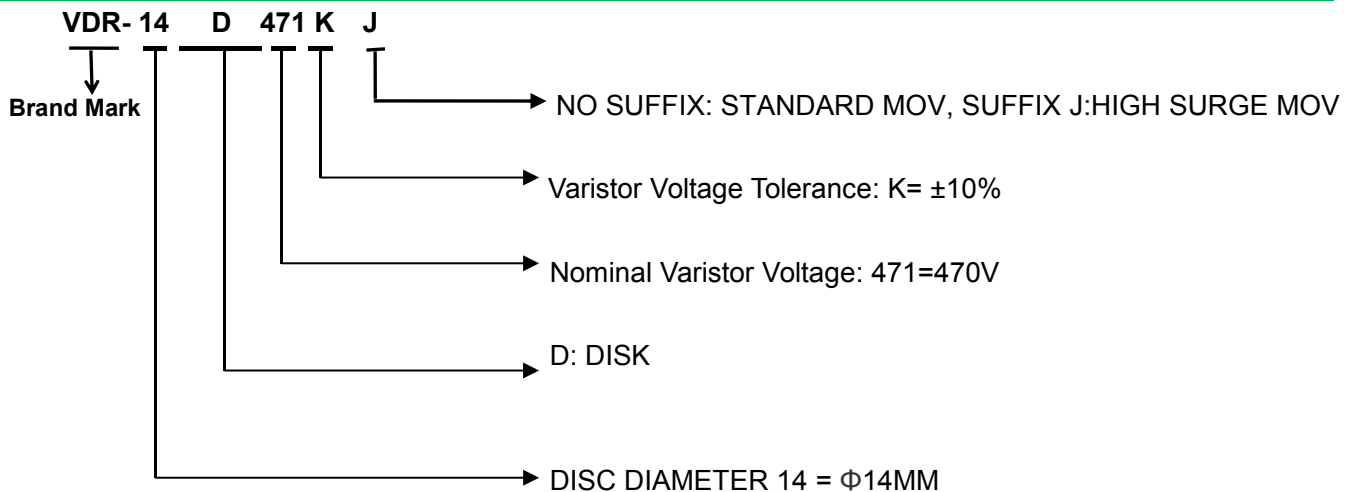 VDR- 14 D 471 K J
Brand Mark
NO SUFFIX: STANDARD MOV, SUFFIX J:HIGH SURGE MOV
Varistor Voltage Tolerance: K= ±10%
Nominal Varistor Voltage: 471=470V
D: DISK
DISC DIAMETER 14 = Φ14MM